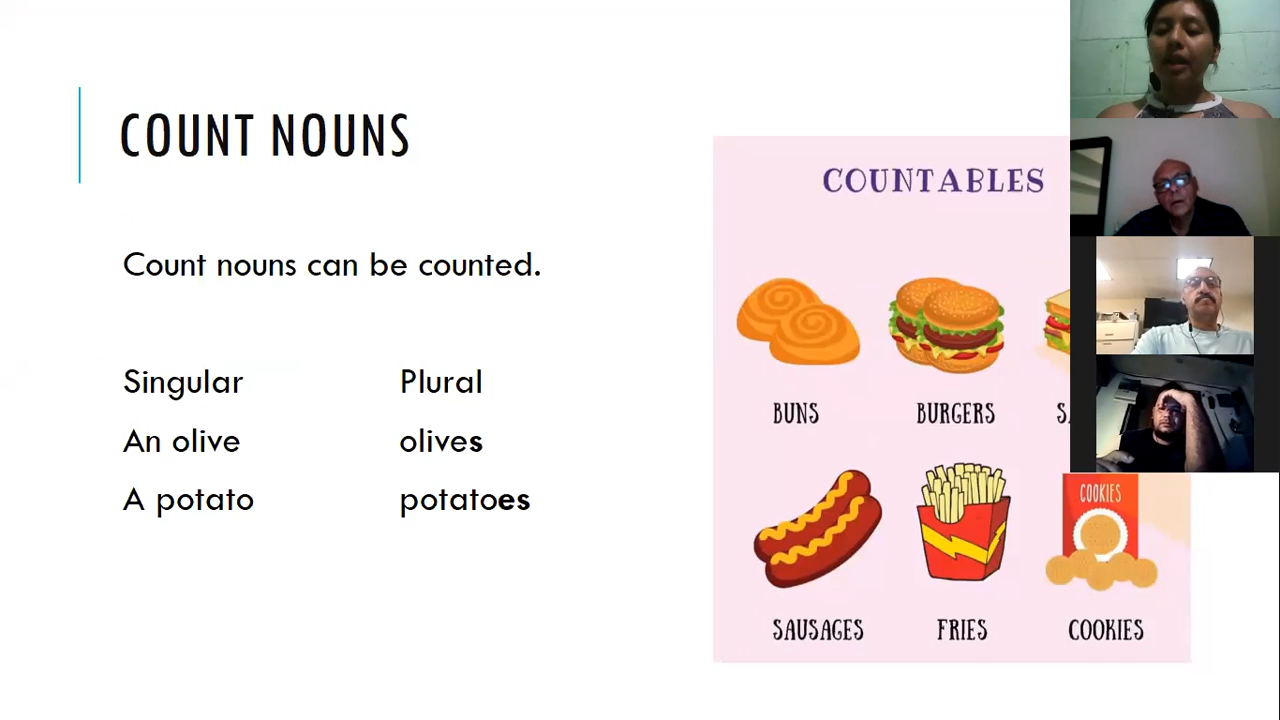 COUNT NOUNS
Count nouns can be counted.
Singular Plural
An olive olives
A potato potatoes
COUNTABLES
BUNS BURGERS
COOKIES
SAUSAGES FRIES COOKIES